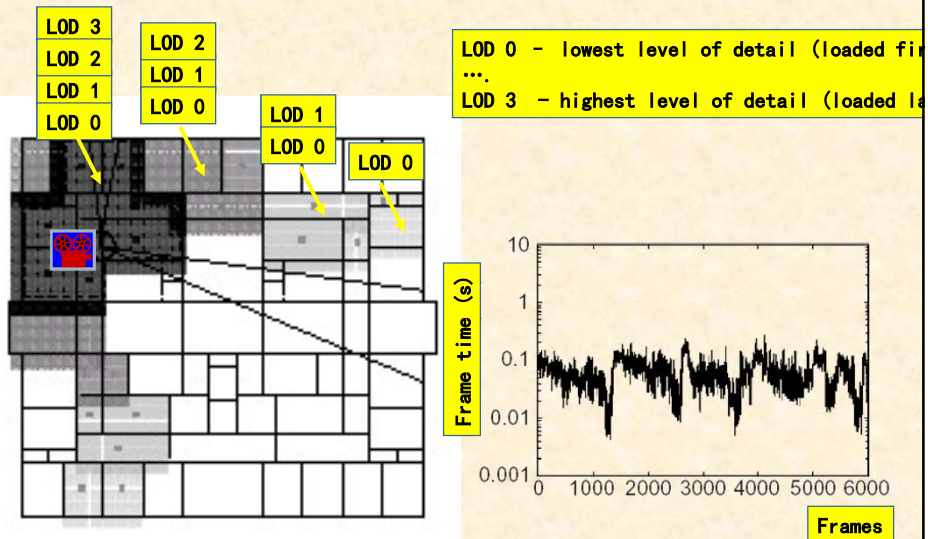 LOD 3
LOD 2
LOD 1
LOD 0
LOD 2
LOD 1
LOD 0
LOD 1
LOD 0
LOD 0
LOD 0 - lowest level of detail (loaded
….
LOD 3 - highest level of detail (loaded
Frame time (s)
10
1
0.1
0.01
0.001
0 1000 2000 3000 4000 5000 6000
Frames